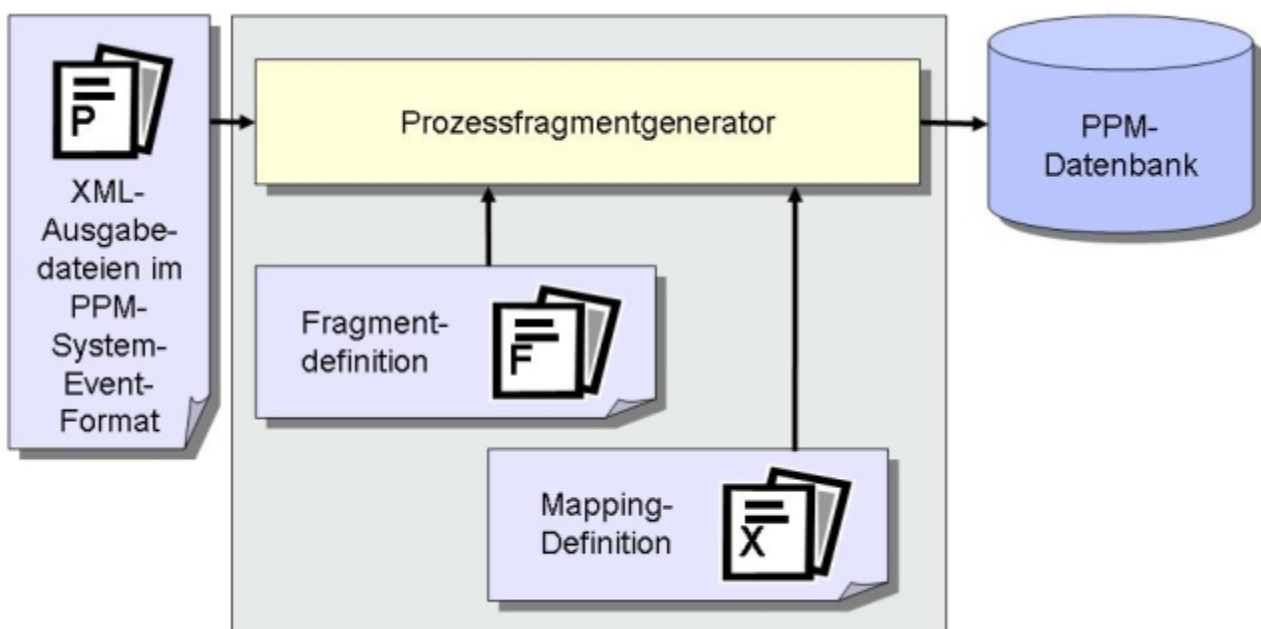 P
XML-
Ausgabe-
dateien im
PPM-
System-
Event-
Format
Prozessfragmentgenerator
PPM-
Datenbank
Fragment-
definition
F
Mapping-
Definition
X